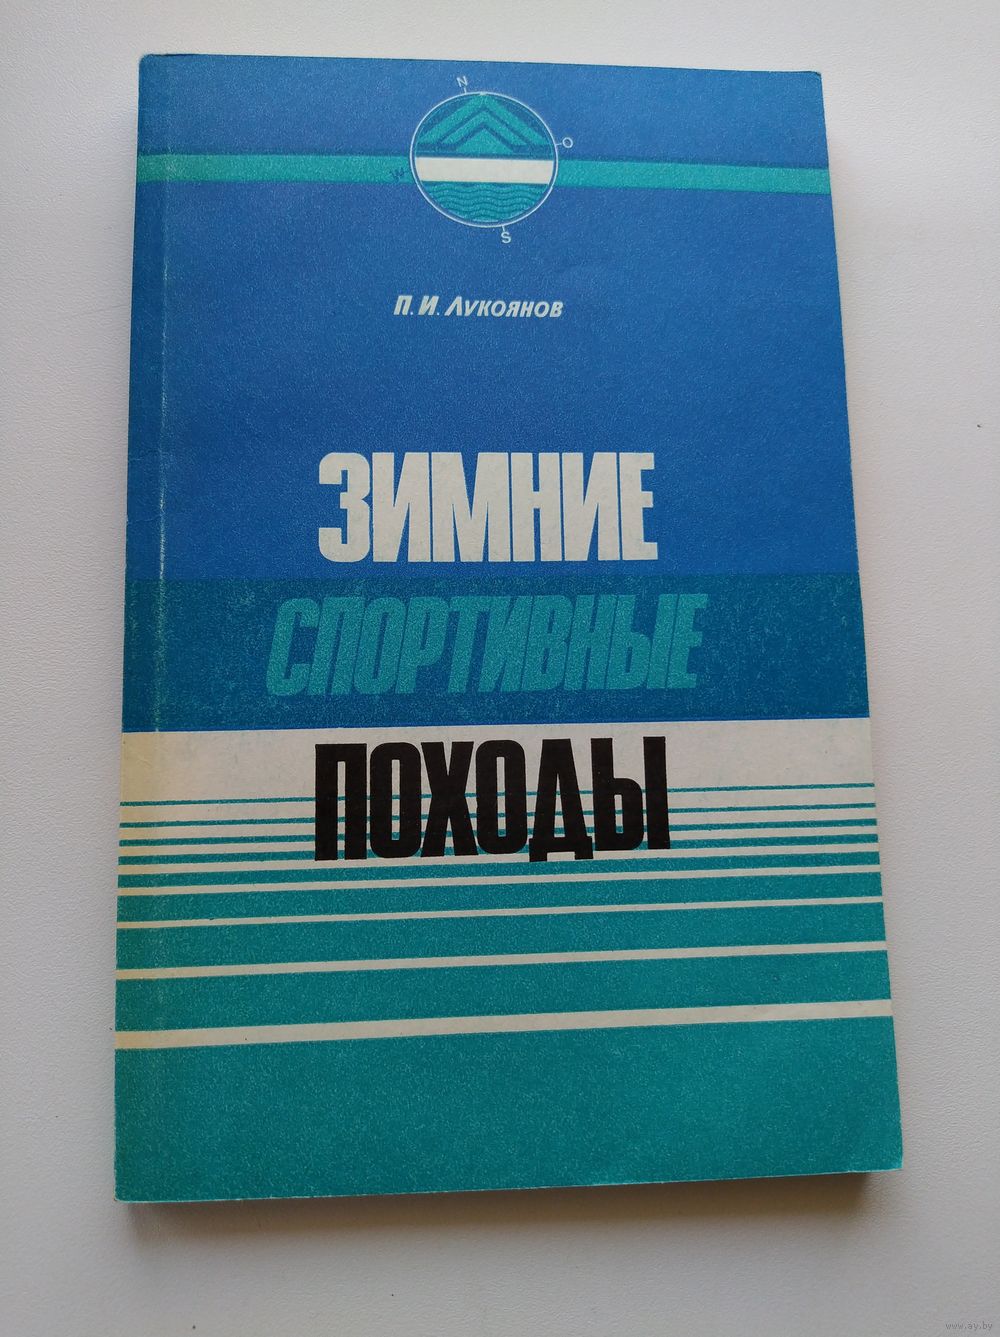 N
O
W
S
П. И. Лукоянов
ЗИМНИЕ
СПОРТИВНЫЕ
ПОХОДЫ
www.ay.by